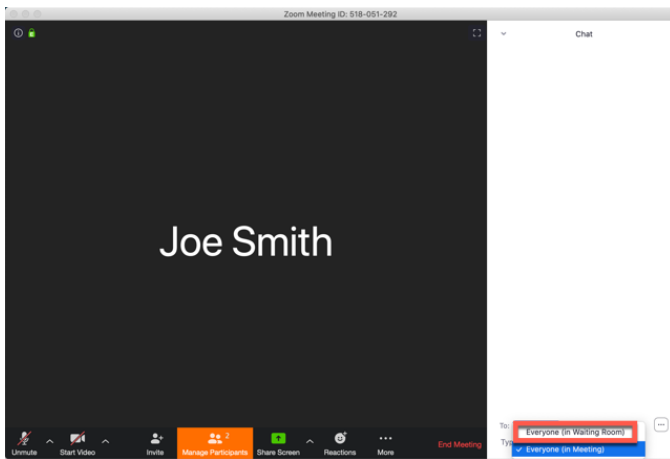 Zoom Meeting ID: 518-051-292
Chat
Joe Smith
To:
Everyone (in Waiting Room)
Everyone (in Meeting)
2
Unmute
Start Video
Invite
Manage Participants
Share Screen
Reactions
More
End Meeting